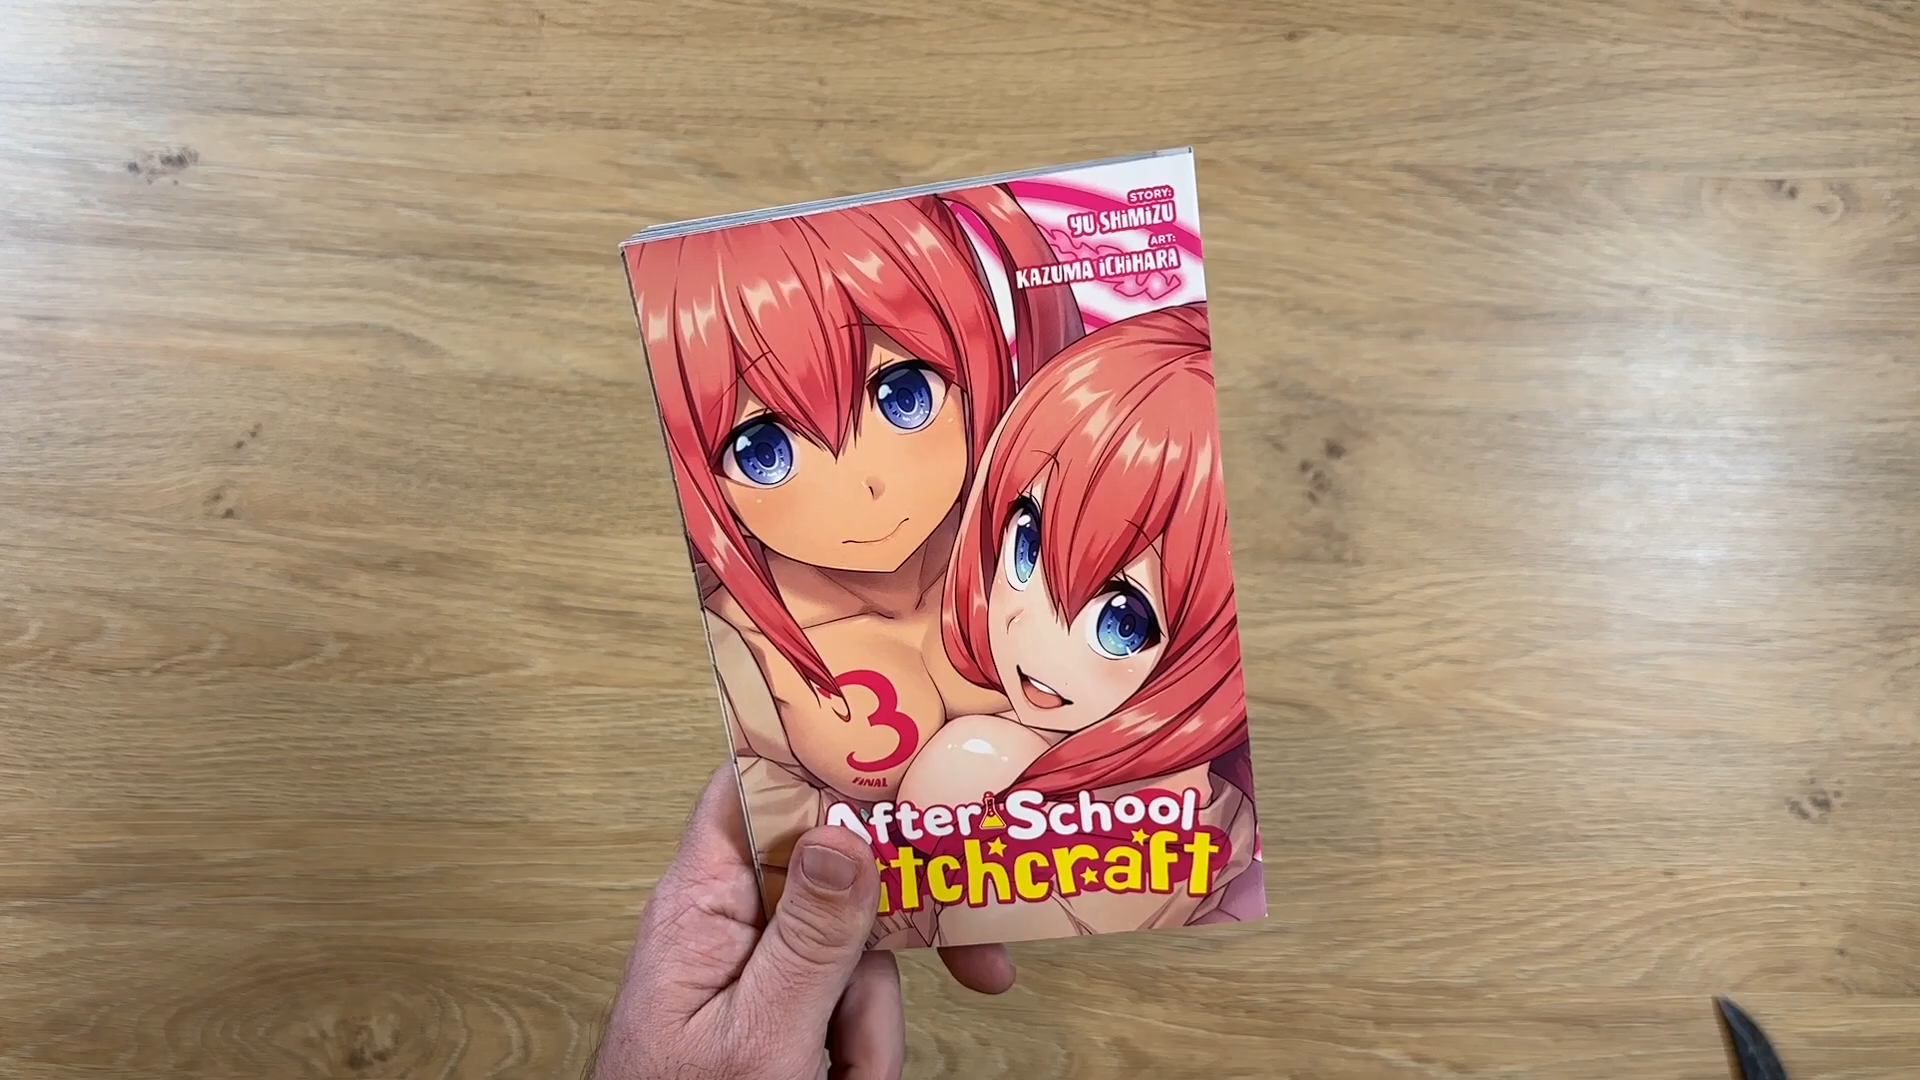 STORY:
YU SHiMiZU
ART:
KAZUMA iCHiHARA
3
FiNAL
After School
itchcraft